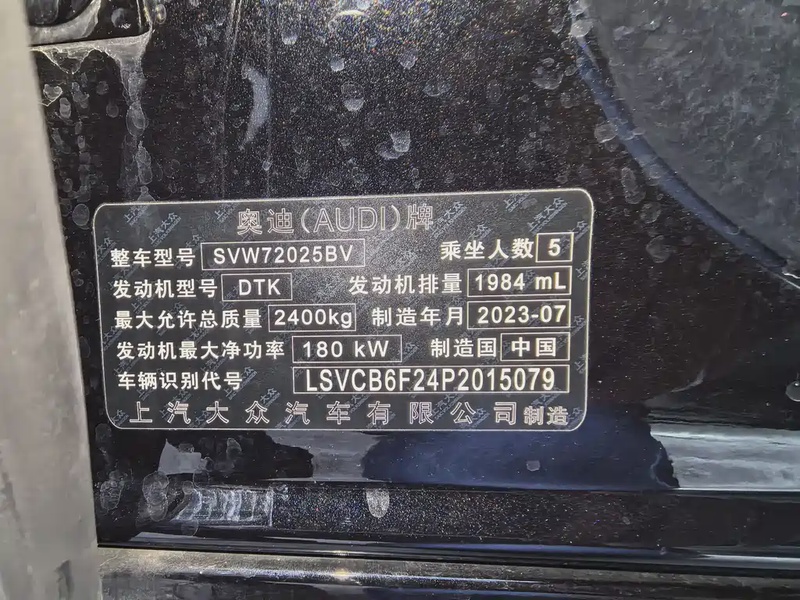 奥迪(AUDI)牌
整车型号 SVW72025BV 乘坐人数 5
发动机型号 DTK 发动机排量 1984 mL
最大允许总质量 2400kg 制造年月 2023-07
发动机最大净功率 180 kW 制造国 中国
车辆识别代号 LSVCB6F24P2015079
上汽大众汽车有限公司制造